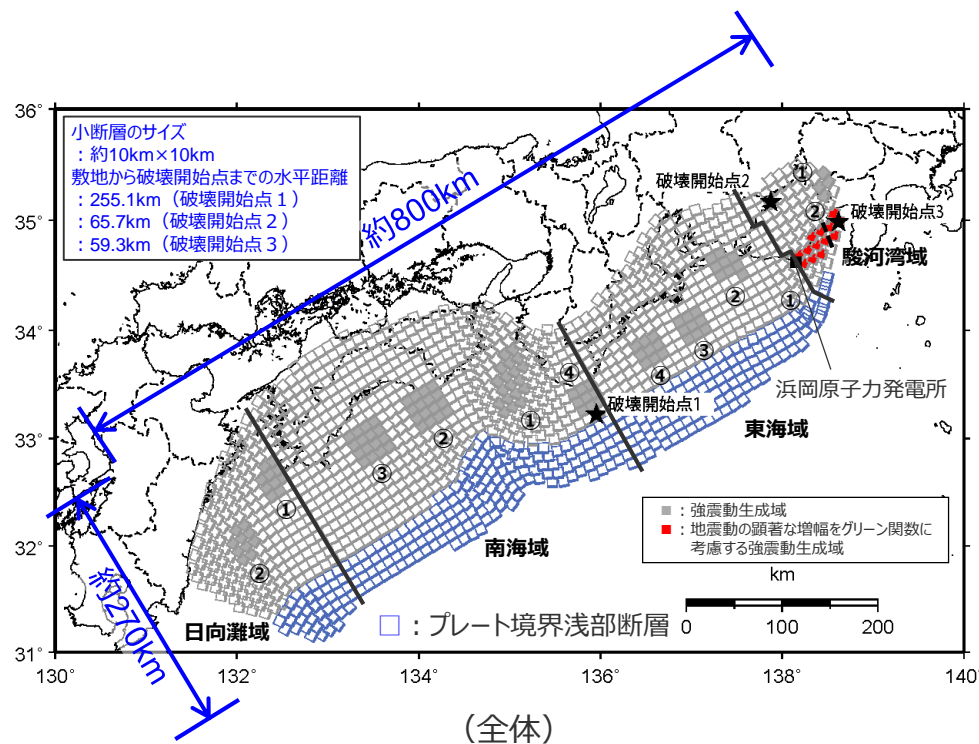 小断層のサイズ
：約10km×10km
敷地から破壊開始点までの水平距離
：255.1km（破壊開始点１）
：65.7km（破壊開始点２）
：59.3km（破壊開始点３）
約800km
約270km
36˚
35˚
34˚
33˚
32˚
31˚
130˚
132˚
134˚
136˚
138˚
140˚
破壊開始点2
①
②
破壊開始点3
駿河湾域
②
①
③
④
④
浜岡原子力発電所
破壊開始点1
①
東海域
②
③
①
②
南海域
日向灘域
■：強震動生成域
■：地震動の顕著な増幅をグリーン関数に
考慮する強震動生成域
km
0 100 200
□：プレート境界浅部断層
（全体）